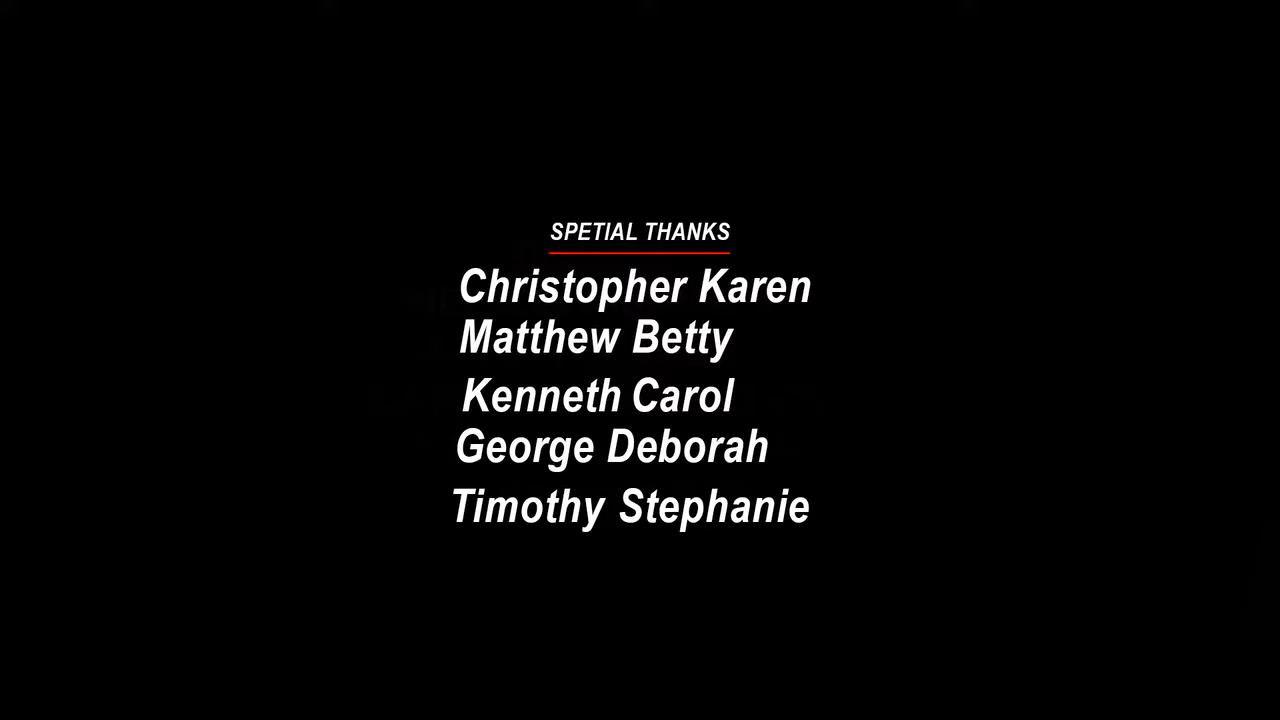 SPETIAL THANKS
Christopher Karen
Matthew Betty
Kenneth Carol
George Deborah
Timothy Stephanie